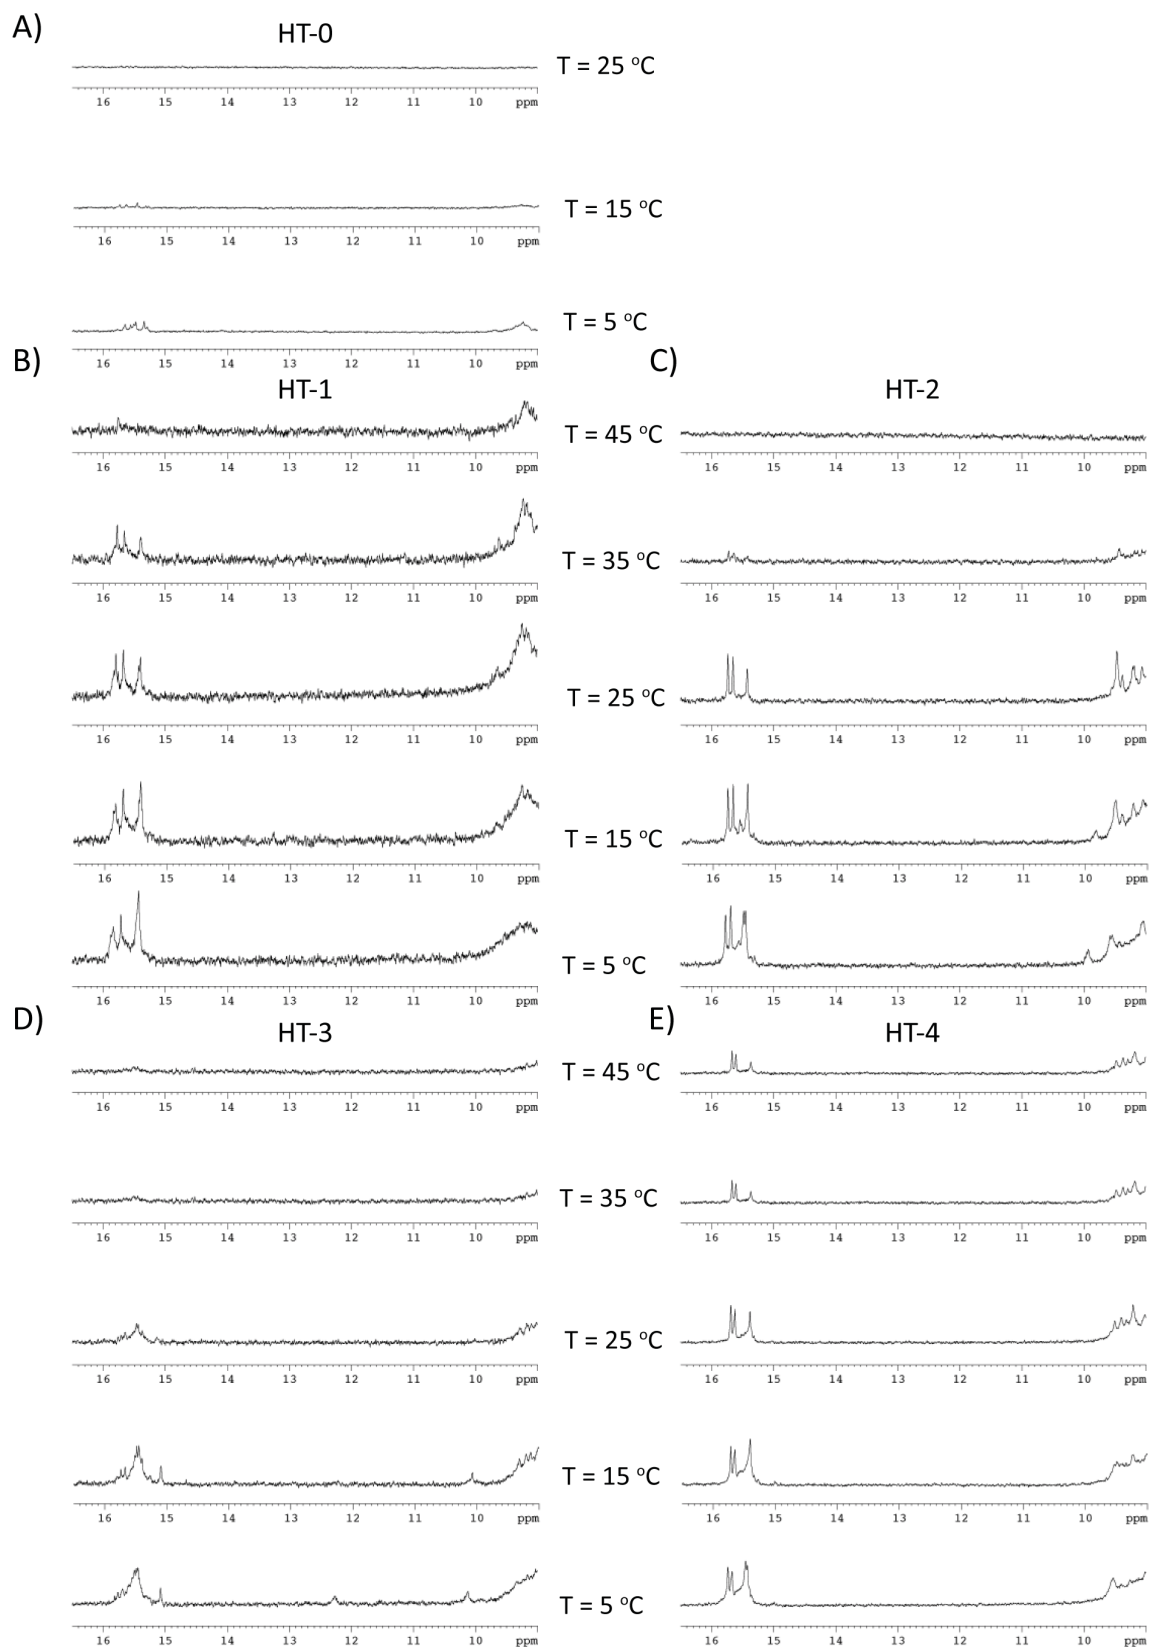 A)
HT-0
T = 25 °C
16 15 14 13 12 11 10 ppm
T = 15 °C
16 15 14 13 12 11 10 ppm
T = 5 °C
16 15 14 13 12 11 10 ppm
B) C)
HT-1 HT-2
T = 45 °C
16 15 14 13 12 11 10 ppm 16 15 14 13 12 11 10 ppm
T = 35 °C
16 15 14 13 12 11 10 ppm 16 15 14 13 12 11 10 ppm
T = 25 °C
16 15 14 13 12 11 10 ppm 16 15 14 13 12 11 10 ppm
T = 15 °C
16 15 14 13 12 11 10 ppm 16 15 14 13 12 11 10 ppm
T = 5 °C
16 15 14 13 12 11 10 ppm 16 15 14 13 12 11 10 ppm
D) E)
HT-3 HT-4
T = 45 °C
16 15 14 13 12 11 10 ppm 16 15 14 13 12 11 10 ppm
T = 35 °C
16 15 14 13 12 11 10 ppm 16 15 14 13 12 11 10 ppm
T = 25 °C
16 15 14 13 12 11 10 ppm 16 15 14 13 12 11 10 ppm
T = 15 °C
16 15 14 13 12 11 10 ppm 16 15 14 13 12 11 10 ppm
T = 5 °C
16 15 14 13 12 11 10 ppm 16 15 14 13 12 11 10 ppm